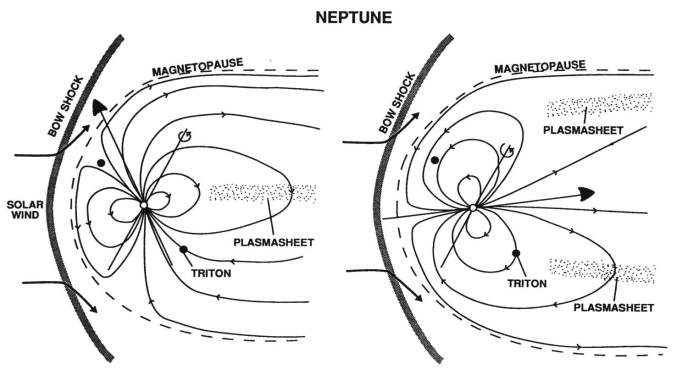 NEPTUNE
MAGNETOPAUSE
BOW SHOCK
SOLAR
WIND
PLASMASHEET
TRITON
MAGNETOPAUSE
BOW SHOCK
PLASMASHEET
TRITON
PLASMASHEET